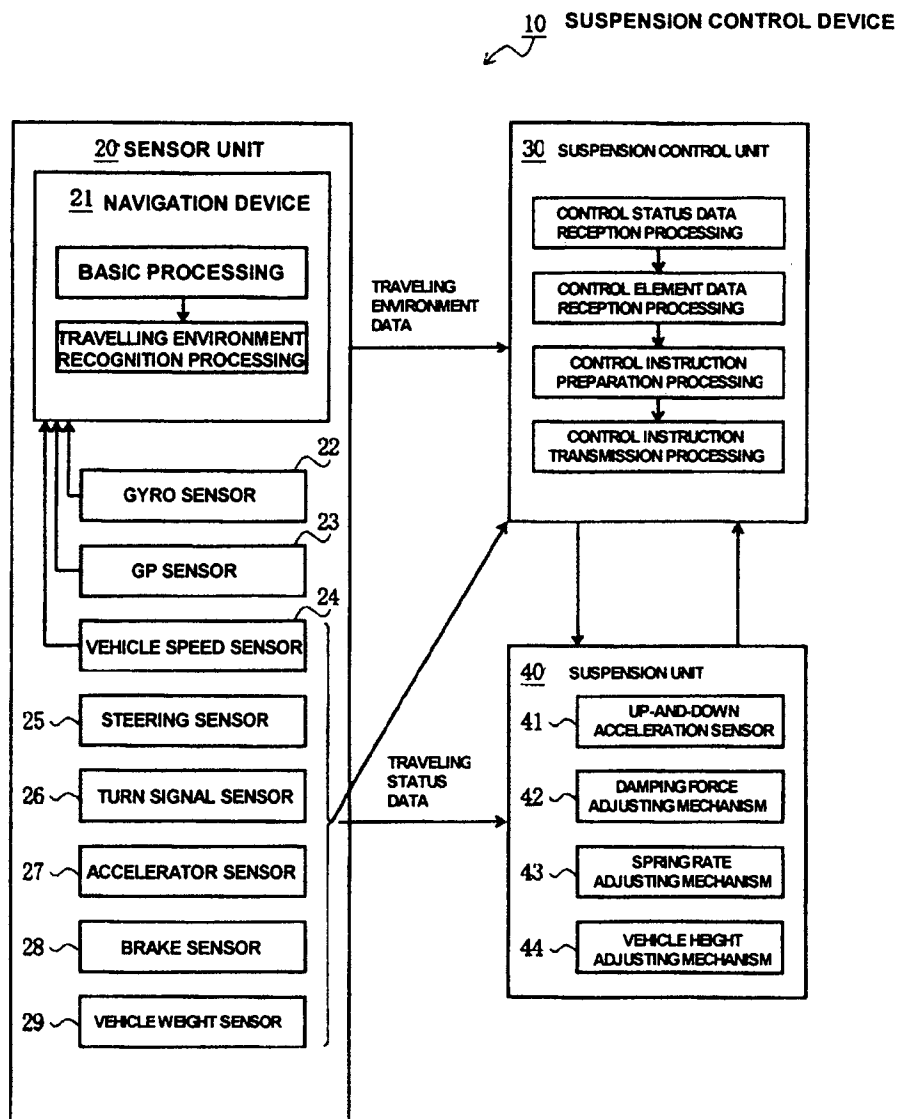 10 SUSPENSION CONTROL DEVICE
20 SENSOR UNIT
21 NAVIGATION DEVICE
BASIC PROCESSING
TRAVELLING ENVIRONMENT
RECOGNITION PROCESSING
22
GYRO SENSOR
23
GP SENSOR
24
VEHICLE SPEED SENSOR
25 STEERING SENSOR
26 TURN SIGNAL SENSOR
27 ACCELERATOR SENSOR
28 BRAKE SENSOR
29 VEHICLE WEIGHT SENSOR
TRAVELING
ENVIRONMENT
DATA
TRAVELING
STATUS
DATA
30 SUSPENSION CONTROL UNIT
CONTROL STATUS DATA
RECEPTION PROCESSING
CONTROL ELEMENT DATA
RECEPTION PROCESSING
CONTROL INSTRUCTION
PREPARATION PROCESSING
CONTROL INSTRUCTION
TRANSMISSION PROCESSING
40 SUSPENSION UNIT
41 UP-AND-DOWN
ACCELERATION SENSOR
42 DAMPING FORCE
ADJUSTING MECHANISM
43 SPRING RATE
ADJUSTING MECHANISM
44 VEHICLE HEIGHT
ADJUSTING MECHANISM